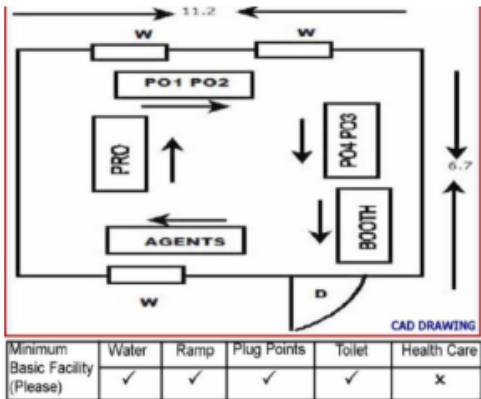 11.2
W W
PO1 PO2
PRO
PO4 PO3
6.7
BOOTH
AGENTS
W
D
CAD DRAWING
Minimum Basic Facility (Please) Water Ramp Plug Points Toilet Health Care
✓ ✓ ✓ ✓ x